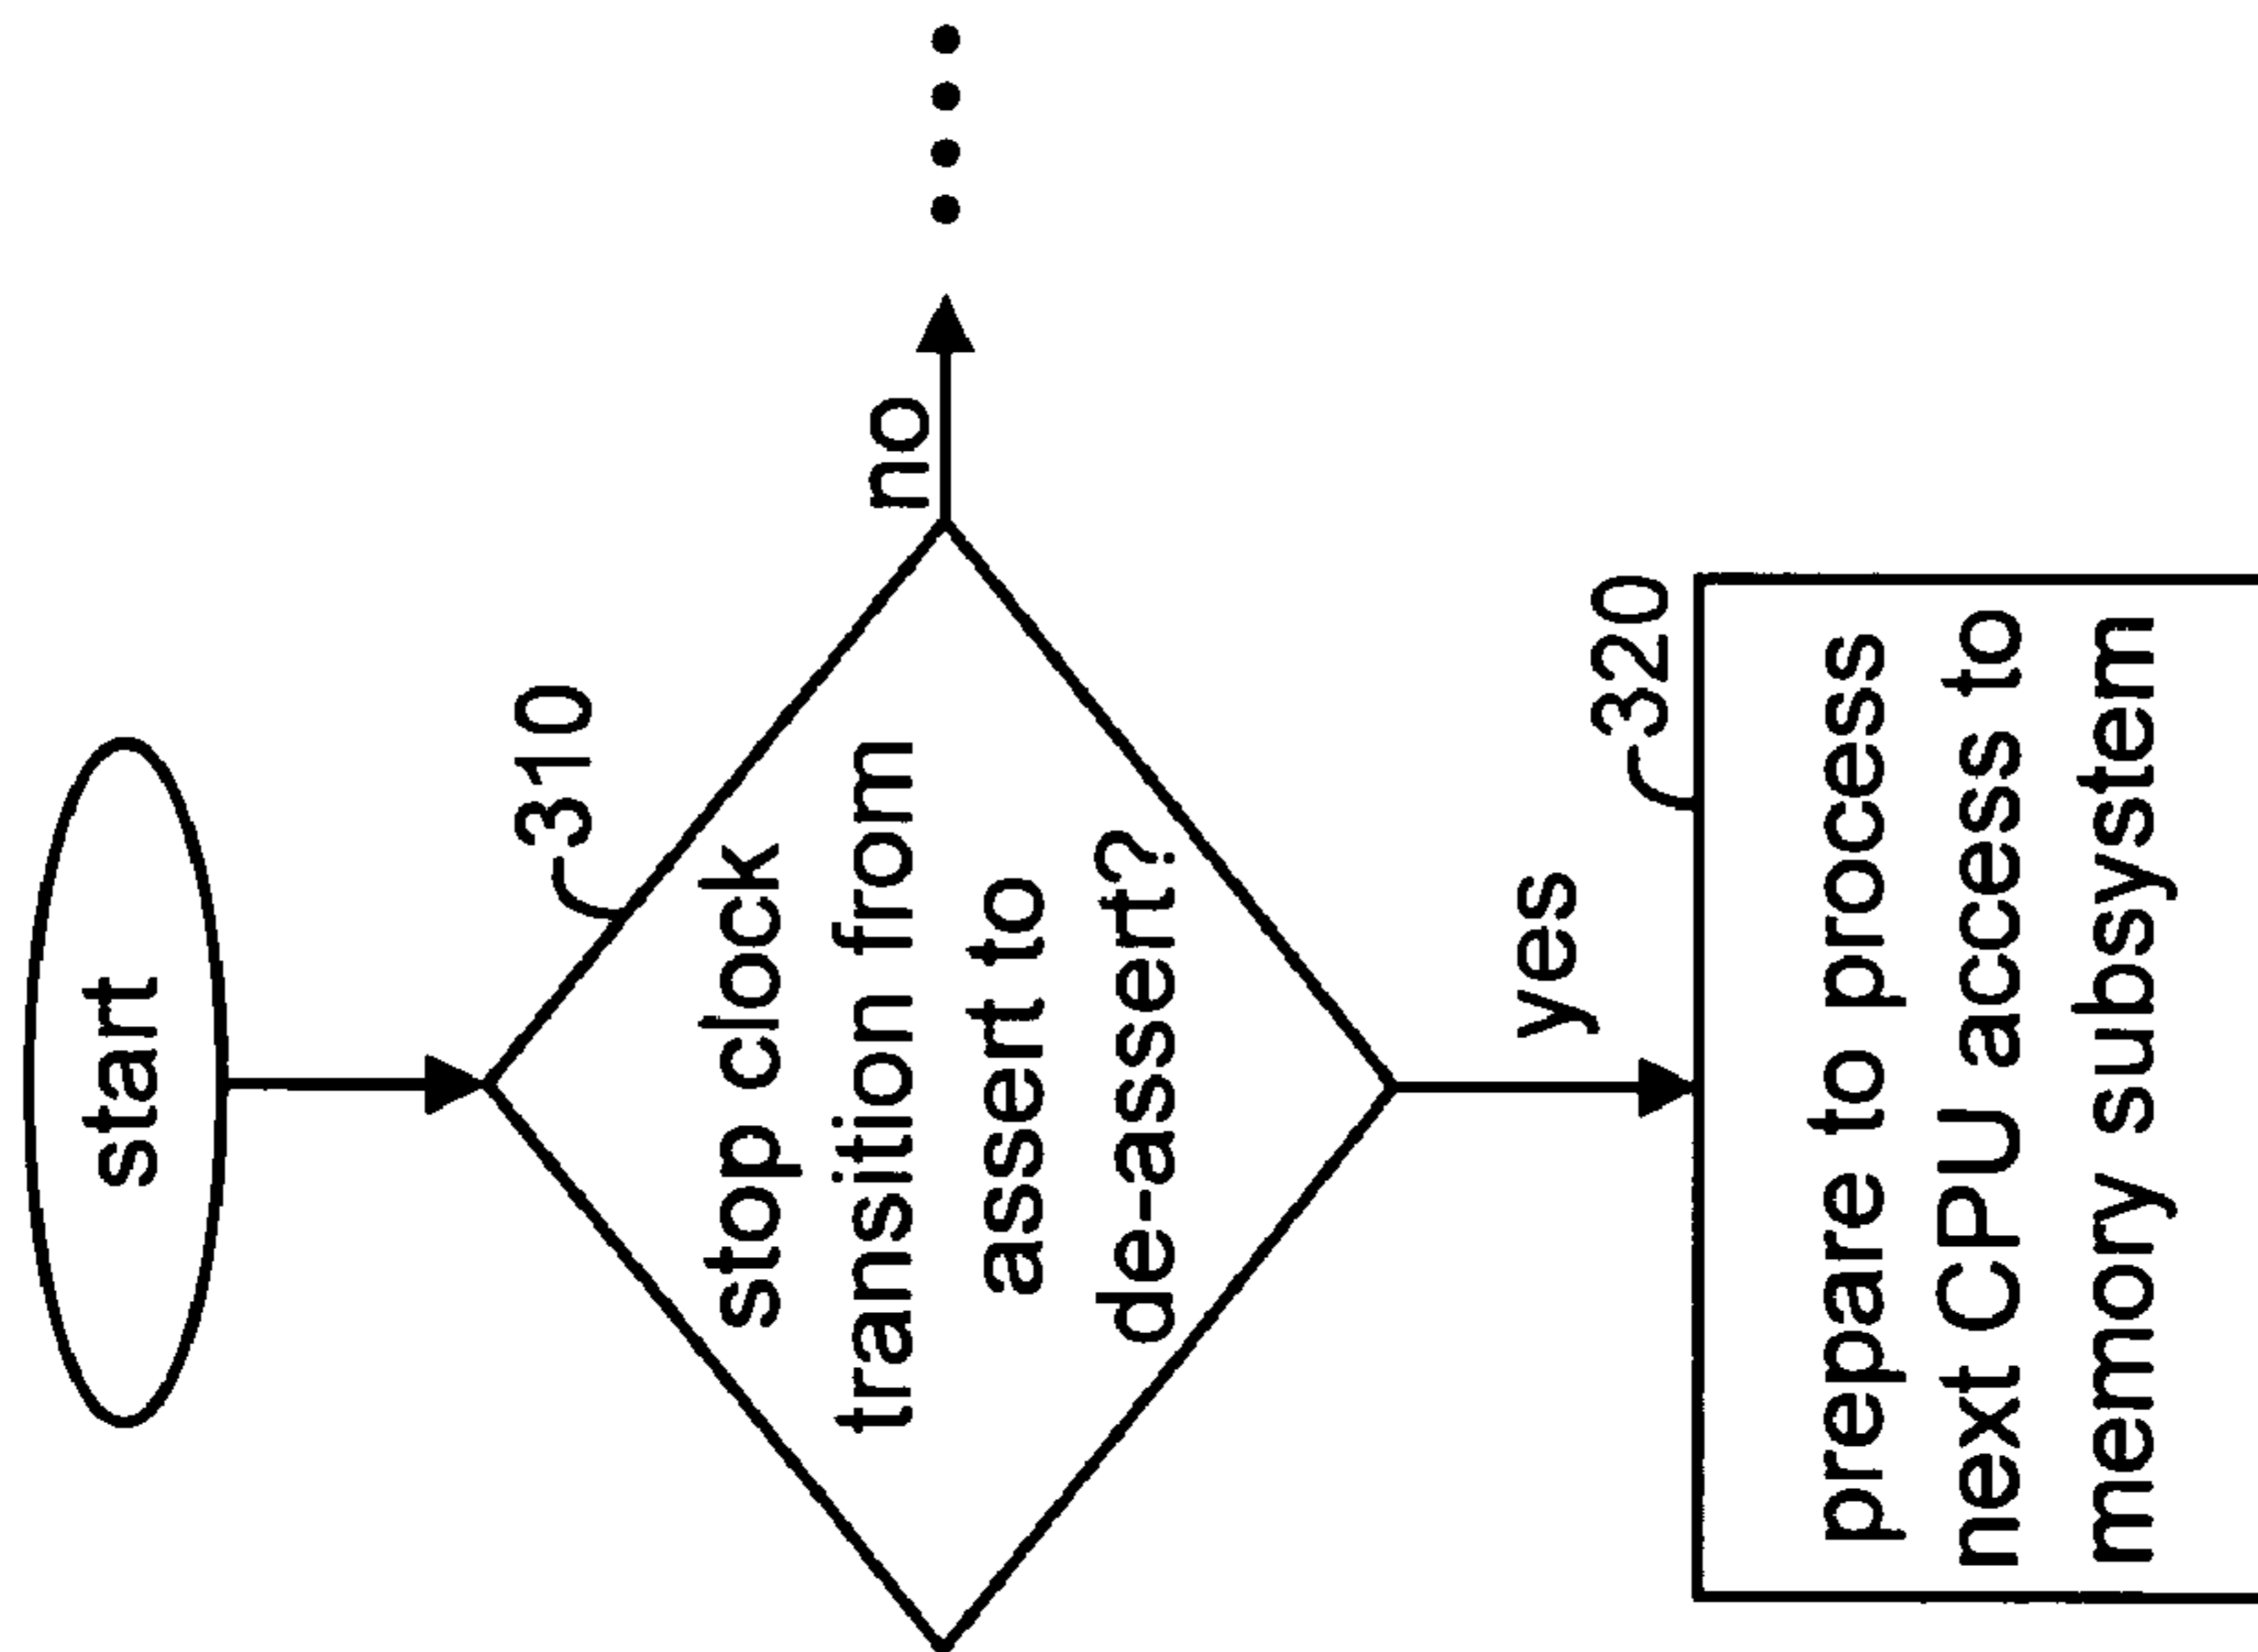 start
310
stop clock
transition from
assert to
de-assert?
no
yes
320
prepare to process
next CPU access to
memory subsystem